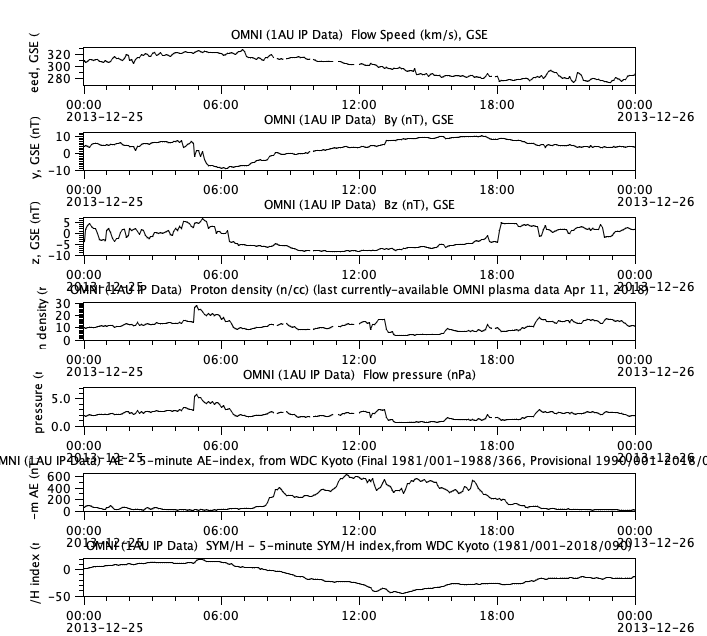 OMNI (1AU IP Data)  Flow Speed (km/s), GSE
eed, GSE (
320
300
280
00:00 06:00 12:00 18:00 00:00
2013-12-25 2013-12-26
OMNI (1AU IP Data)  By (nT), GSE
y, GSE (nT)
10
0
-10
00:00 06:00 12:00 18:00 00:00
2013-12-25 2013-12-26
OMNI (1AU IP Data)  Bz (nT), GSE
z, GSE (nT)
5
0
-5
-10
00:00 06:00 12:00 18:00 00:00
2013-12-25 2013-12-26
OMNI (1AU IP Data)  Proton density (n/cc) (last currently-available OMNI plasma data Apr 11, 2018)
n density (r
30
20
10
0
00:00 06:00 12:00 18:00 00:00
2013-12-25 2013-12-26
OMNI (1AU IP Data)  Flow pressure (nPa)
pressure (
5.0
0.0
00:00 06:00 12:00 18:00 00:00
2013-12-25 2013-12-26
MNI (1AU IP Data)  AE - 5-minute AE-index, from WDC Kyoto (Final 1981/001-1988/366, Provisional 1990/001-2018/0
-m AE (nT
600
400
200
0
00:00 06:00 12:00 18:00 00:00
2013-12-25 2013-12-26
OMNI (1AU IP Data)  SYM/H - 5-minute SYM/H index,from WDC Kyoto (1981/001-2018/090)
/H index (
0
-50
00:00 06:00 12:00 18:00 00:00
2013-12-25 2013-12-26